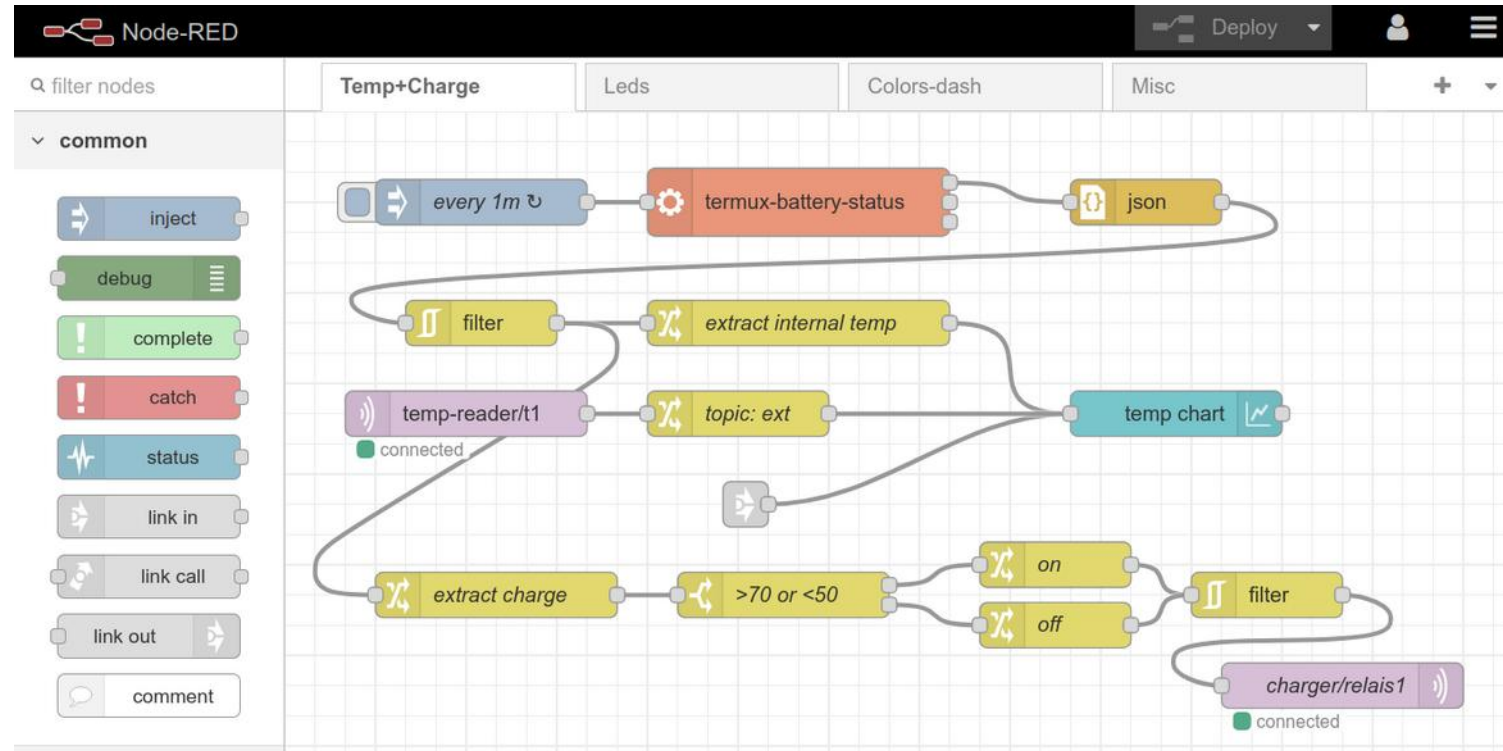 Node-RED
Deploy
filter nodes
Temp+Charge
Leds
Colors-dash
Misc
common
inject
debug
complete
catch
status
link in
link call
link out
comment
every 1m ↻
termux-battery-status
json
filter
extract internal temp
temp-reader/t1
connected
topic: ext
temp chart
extract charge
>70 or <50
on
off
filter
charger/relais1
connected